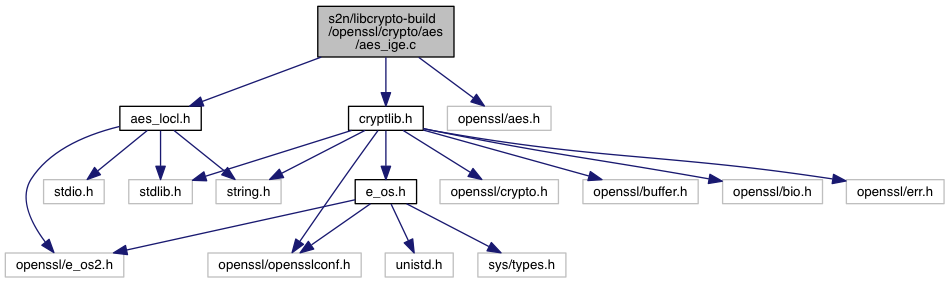 s2n/libcrypto-build
/openssl/crypto/aes
/aes_ige.c
aes_locl.h
cryptlib.h
openssl/aes.h
stdio.h
stdlib.h
string.h
e_os.h
openssl/crypto.h
openssl/buffer.h
openssl/bio.h
openssl/err.h
openssl/e_os2.h
openssl/opensslconf.h
unistd.h
sys/types.h